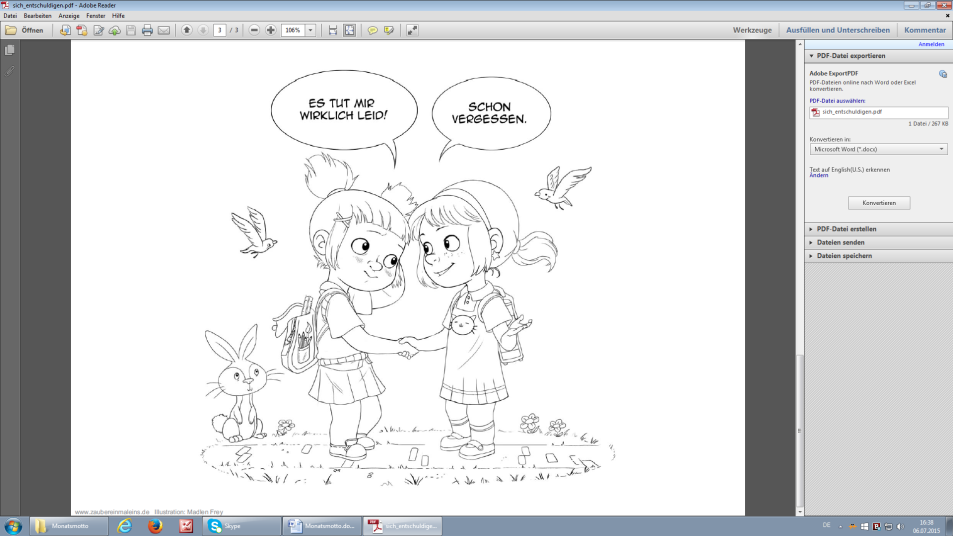 sich_entschuldigen.pdf - Adobe Reader
Datei Bearbeiten Anzeige Fenster Hilfe
Öffnen 3 / 3 106% Werkzeuge Ausfüllen und Unterschreiben Kommentar
Anmelden
PDF-Datei exportieren
Adobe ExportPDF
PDF-Dateien online nach Word oder Excel
konvertieren.
PDF-Datei auswählen:
sich_entschuldigen.pdf
1 Datei / 267 KB
Konvertieren in:
Microsoft Word (*.docx)
Text auf English(U.S.) erkennen
Ändern
Konvertieren
PDF-Datei erstellen
Dateien senden
Dateien speichern
ES TUT MIR
WIRKLICH LEID!
SCHON
VERGESSEN.
www.zaubereinmaleins.de Illustration: Madlen Frey
Monatsmotto Skype Monatsmotto.do... sich_entschuldige... DE 16:38
06.07.2015